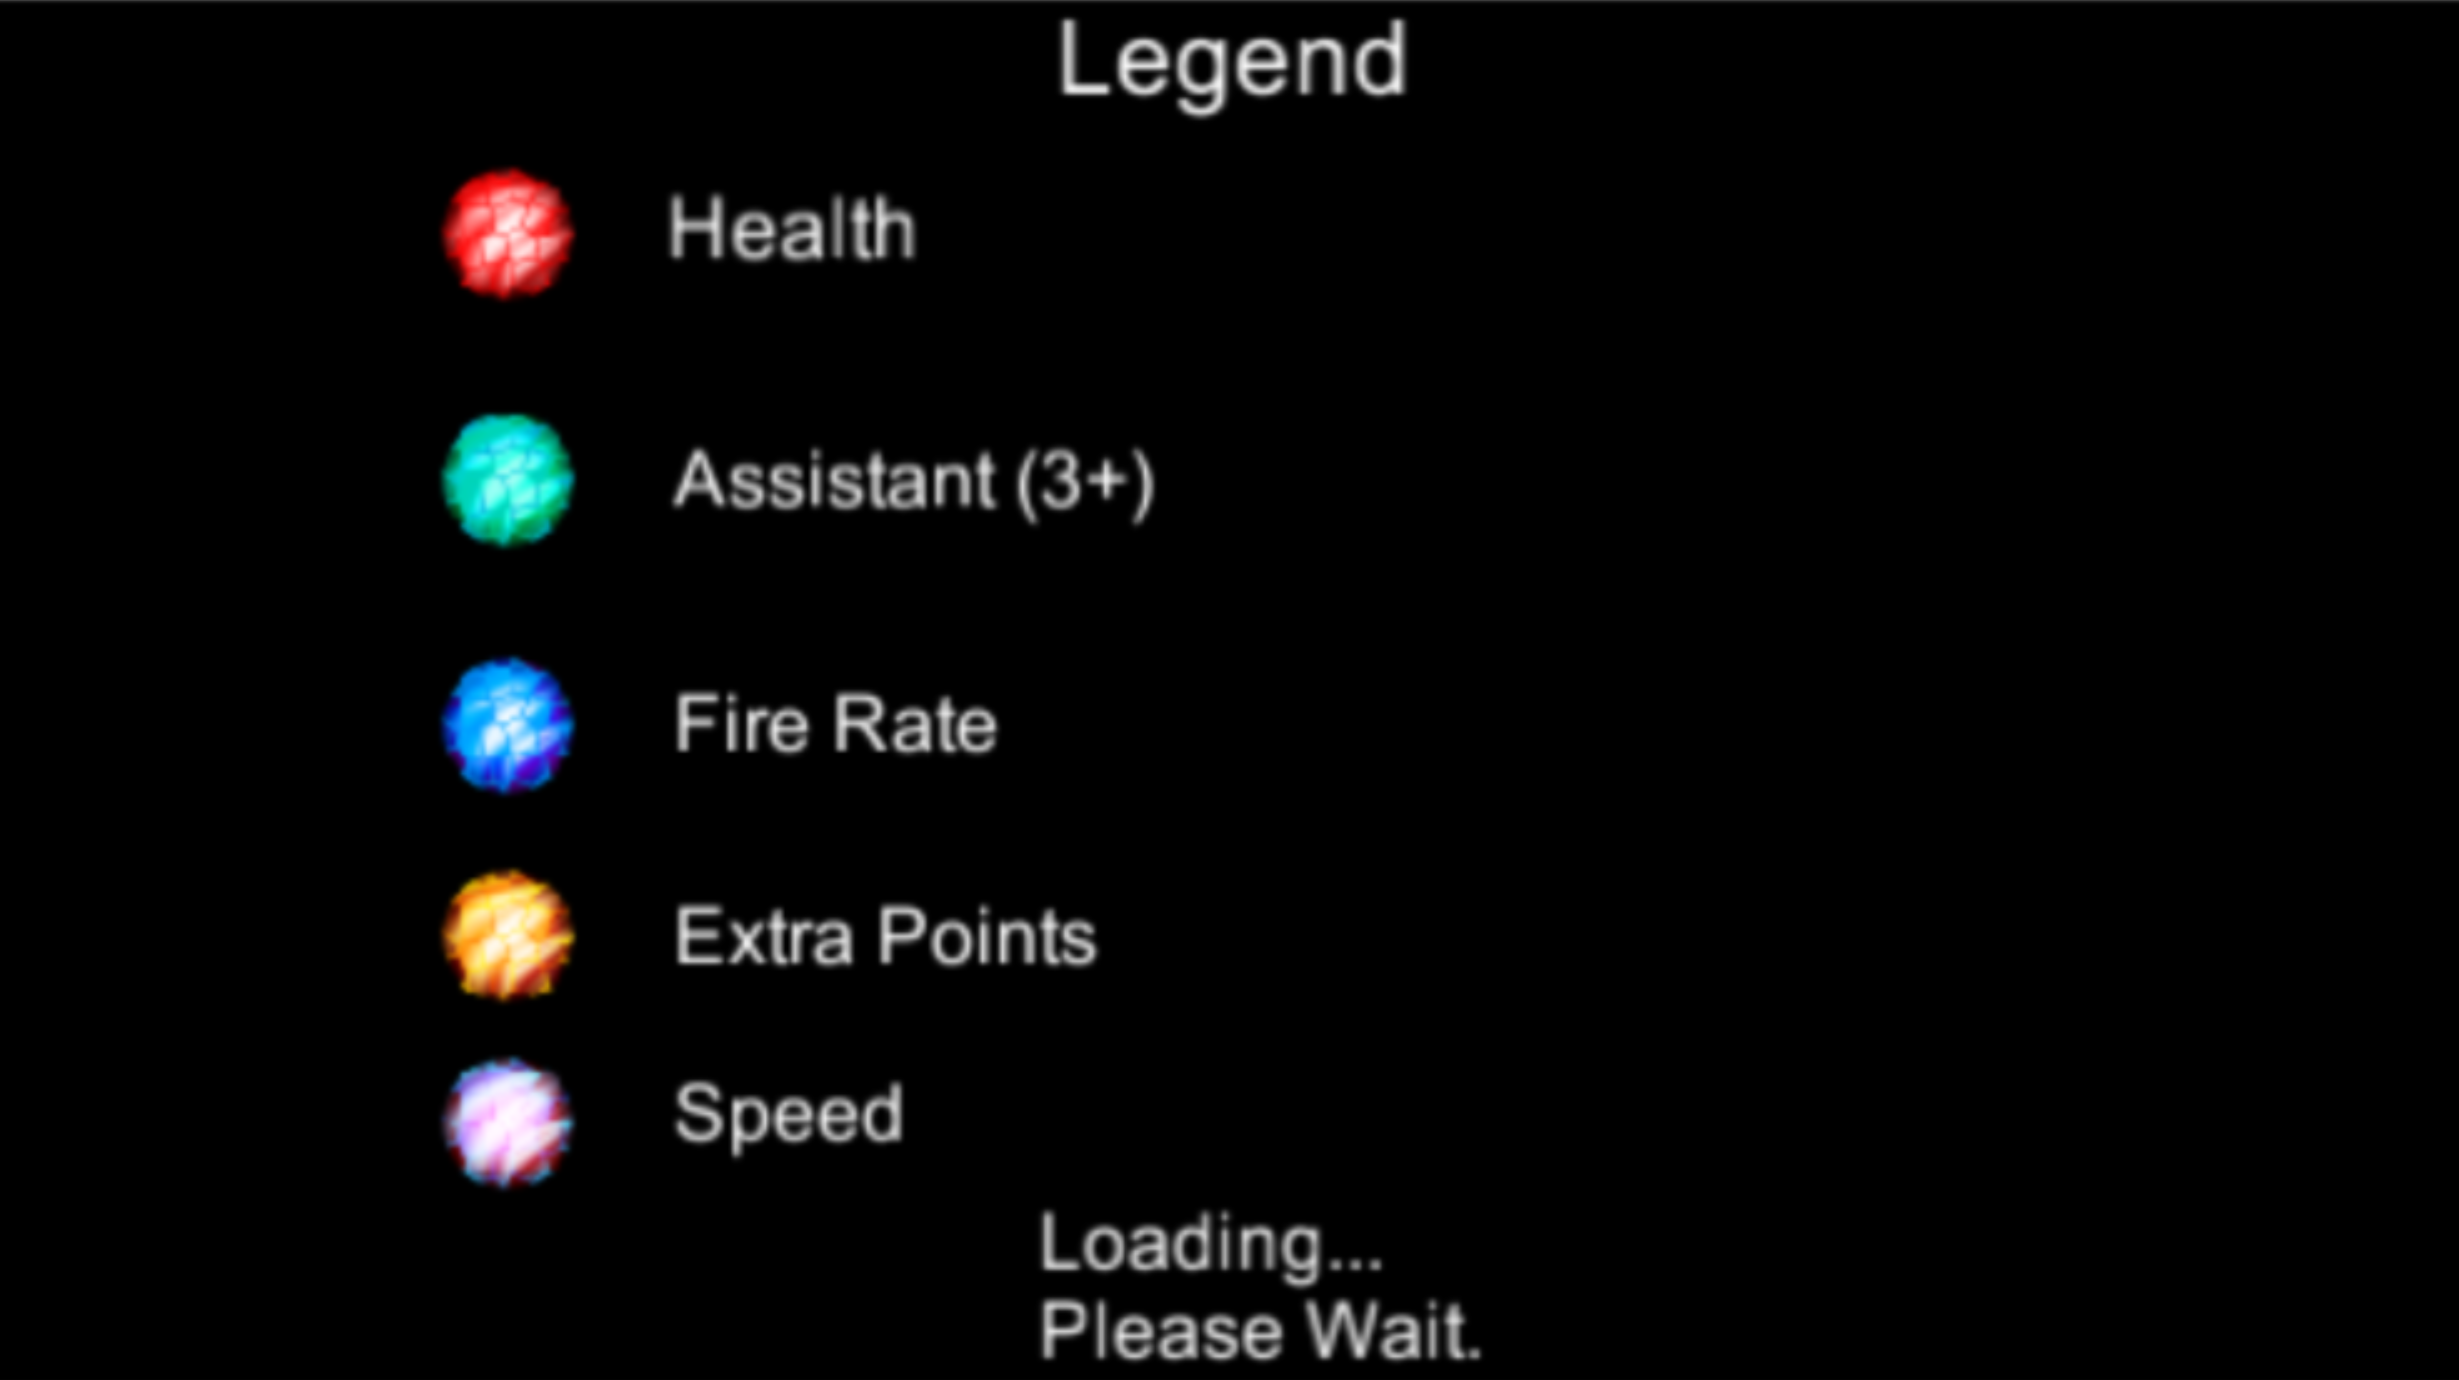 Legend
Health
Assistant (3+)
Fire Rate
Extra Points
Speed
Loading...
Please Wait.